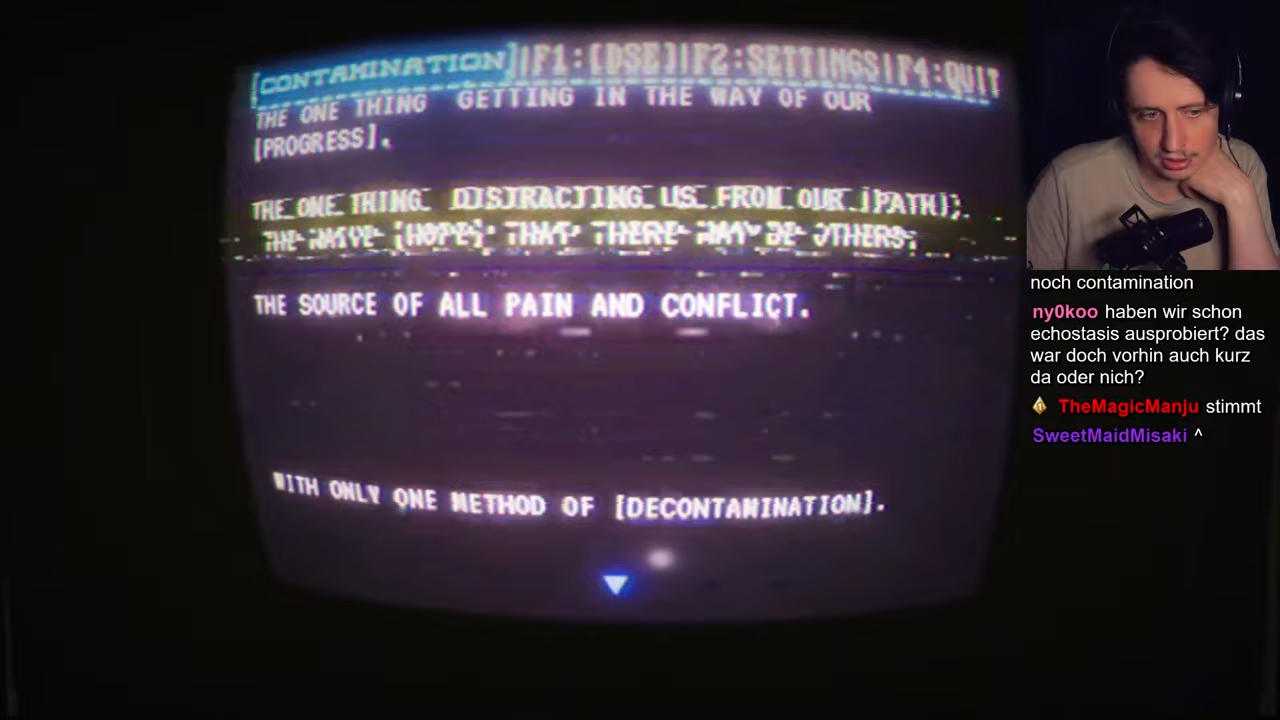 [CONTAMINATION]|F1:[DSE]|F2:SETTINGS|F4:QUIT
THE ONE THING GETTING IN THE WAY OF OUR
[PROGRESS].
THE ONE THING DISTRACTING US FROM OUR [PATH].
THE NAIVE [HOPE] THAT THERE MAY BE OTHERS.
THE SOURCE OF ALL PAIN AND CONFLICT.
WITH ONLY ONE METHOD OF [DECONTAMINATION].
noch contamination
ny0koo haben wir schon
echostasis ausprobiert? das
war doch vorhin auch kurz
da oder nich?
TheMagicManju stimmt
SweetMaidMisaki ^